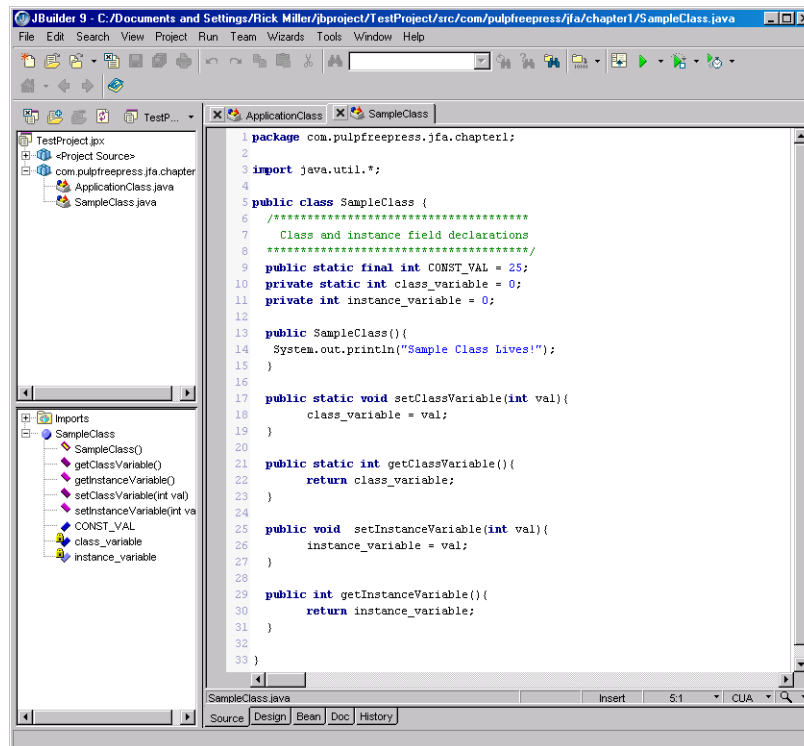 JBuilder 9 - C:/Documents and Settings/Rick Miller/jbproject/TestProject/src/com/pulpfreepress/jfa/chapter1/SampleClass.java
File Edit Search View Project Run Team Wizards Tools Window Help
TestP...
TestProject.jpx
<Project Source>
com.pulpfreepress.jfa.chapter
ApplicationClass.java
SampleClass.java
Imports
SampleClass
SampleClass()
getClassVariable()
getInstanceVariable()
setClassVariable(int val)
setInstanceVariable(int va
CONST_VAL
class_variable
instance_variable
ApplicationClass SampleClass
1 package com.pulpfreepress.jfa.chapter1;
2
3 import java.util.*;
4
5 public class SampleClass {
6 /**************************************
7 Class and instance field declarations
8 ***************************************/
9 public static final int CONST_VAL = 25;
10 private static int class_variable = 0;
11 private int instance_variable = 0;
12
13 public SampleClass(){
14 System.out.println("Sample Class Lives!");
15 }
16
17 public static void setClassVariable(int val){
18 class_variable = val;
19 }
20
21 public static int getClassVariable(){
22 return class_variable;
23 }
24
25 public void setInstanceVariable(int val){
26 instance_variable = val;
27 }
28
29 public int getInstanceVariable(){
30 return instance_variable;
31 }
32
33 }
SampleClass.java Insert 5:1 CUA
Source Design Bean Doc History